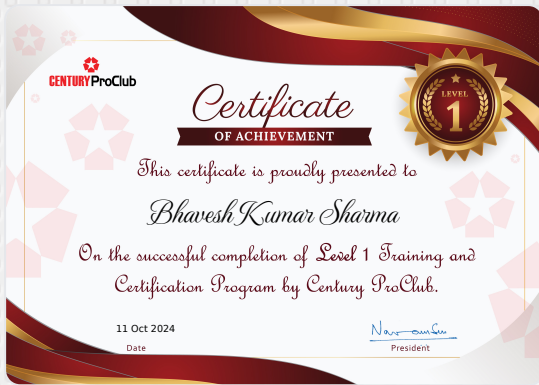 CENTURY ProClub
Certificate
OF ACHIEVEMENT
LEVEL
1
This certificate is proudly presented to
Bhavesh Kumar Sharma
On the successful completion of Level 1 Training and
Certification Program by Century ProClub.
11 Oct 2024
Date
President